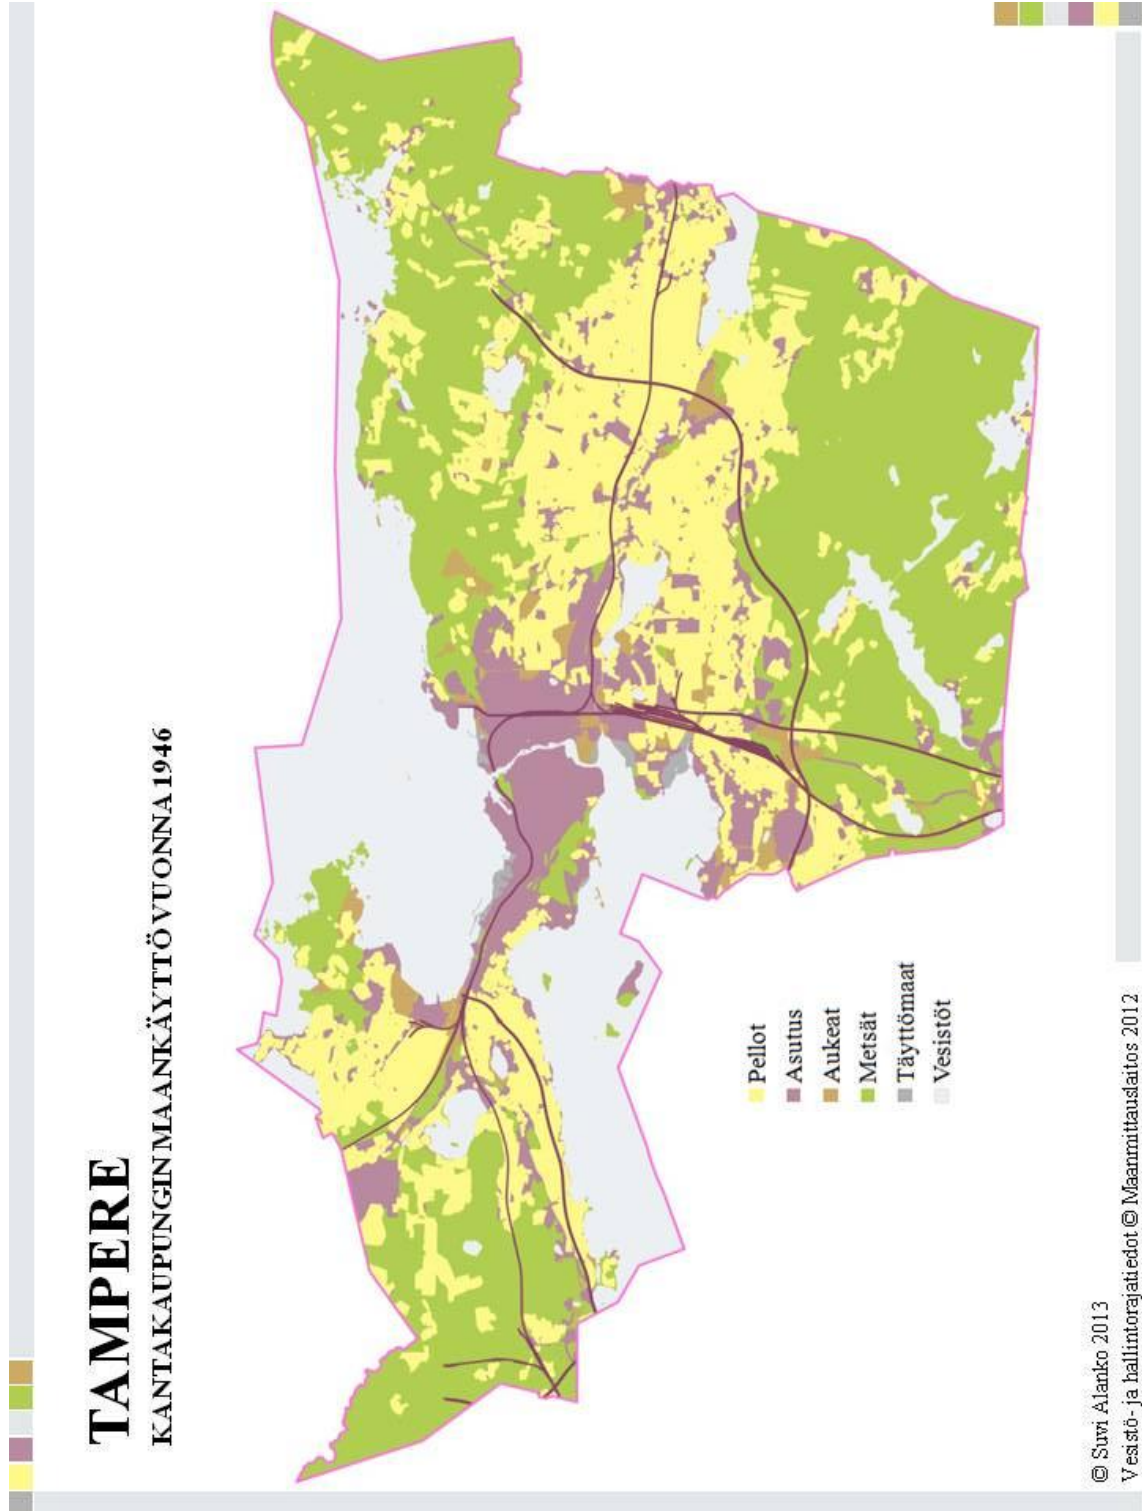 TAMPERE
KANTAKAUPUNGIN MAANKÄYTTÖ VUONNA 1946
Pellot
Asutus
Aukeat
Metsät
Täyttömaat
Vesistöt
© Suvi Alanko 2013
Vesistö- ja hallintorajatiedot © Maanmittauslaitos 2012